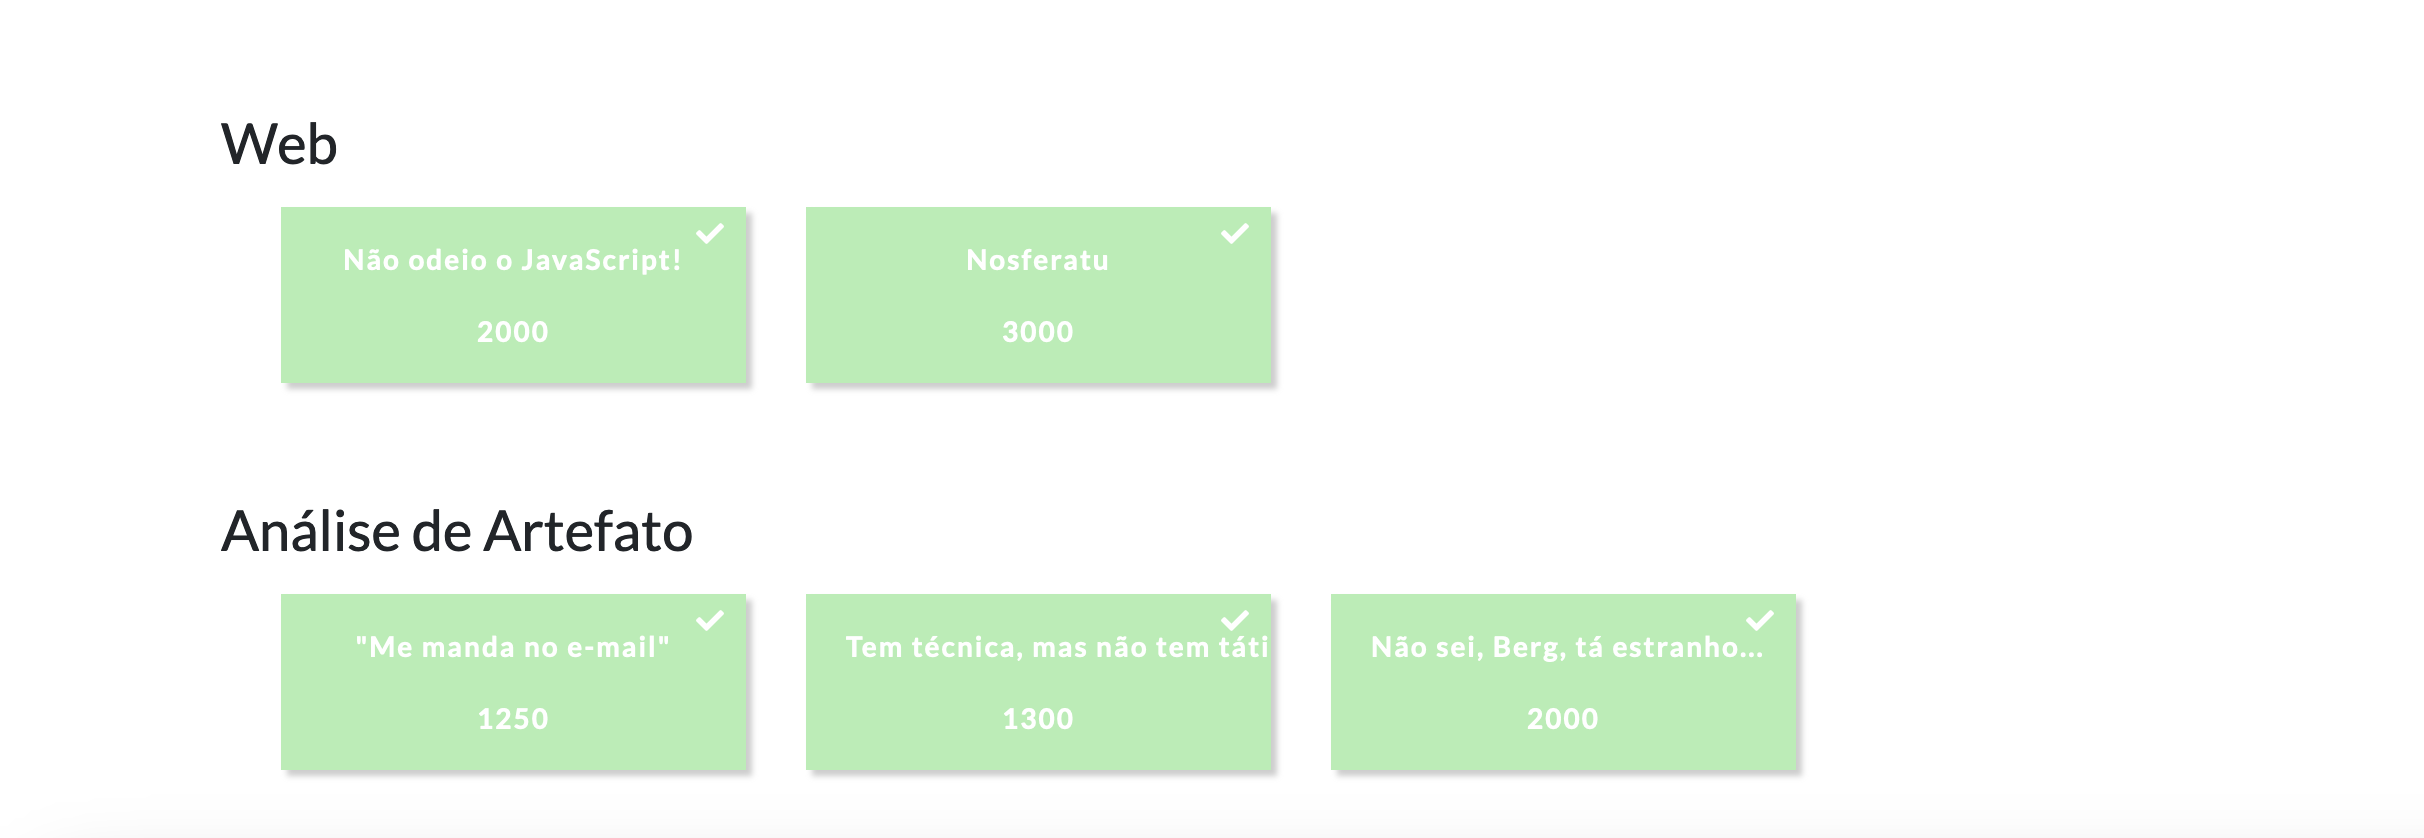 Web
Não odeio o JavaScript!
2000
Nosferatu
3000
Análise de Artefato
"Me manda no e-mail"
1250
Tem técnica, mas não tem táti
1300
Não sei, Berg, tá estranho...
2000